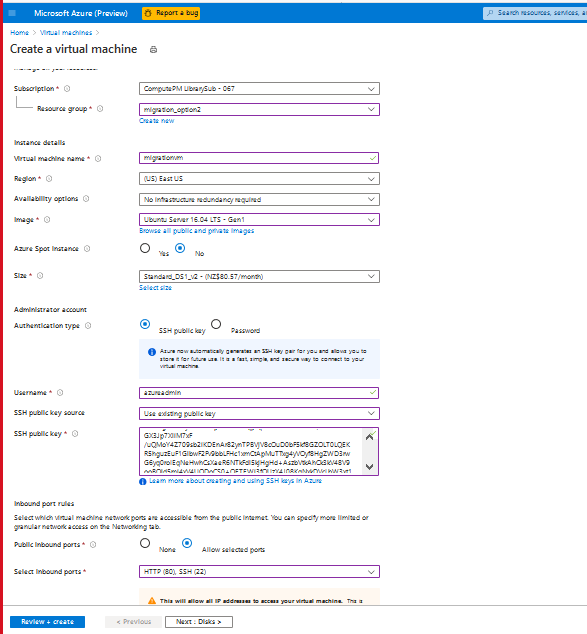 Microsoft Azure (Preview)
Report a bug
Search resources, services, a
Home > Virtual machines >
Create a virtual machine
Subscription *
ComputePM LibrarySub - 067
Resource group *
migration_option2
Create new
Instance details
Virtual machine name *
migrationvm
Region *
(US) East US
Availability options
No infrastructure redundancy required
Image *
Ubuntu Server 16.04 LTS - Gen1
Browse all public and private images
Azure Spot instance
Yes No
Size *
Standard_DS1_v2 - (NZ$80.57/month)
Select size
Administrator account
Authentication type
SSH public key Password
Azure now automatically generates an SSH key pair for you and allows you to
store it for future use. It is a fast, simple, and secure way to connect to your
virtual machine.
Username *
azureadmin
SSH public key source
Use existing public key
SSH public key *
Learn more about creating and using SSH keys in Azure
Inbound port rules
Select which virtual machine network ports are accessible from the public internet. You can specify more limited or
granular network access on the Networking tab.
Public inbound ports *
None Allow selected ports
Select inbound ports *
HTTP (80), SSH (22)
This will allow all IP addresses to access your virtual machine. This is
Review + create
< Previous
Next : Disks >